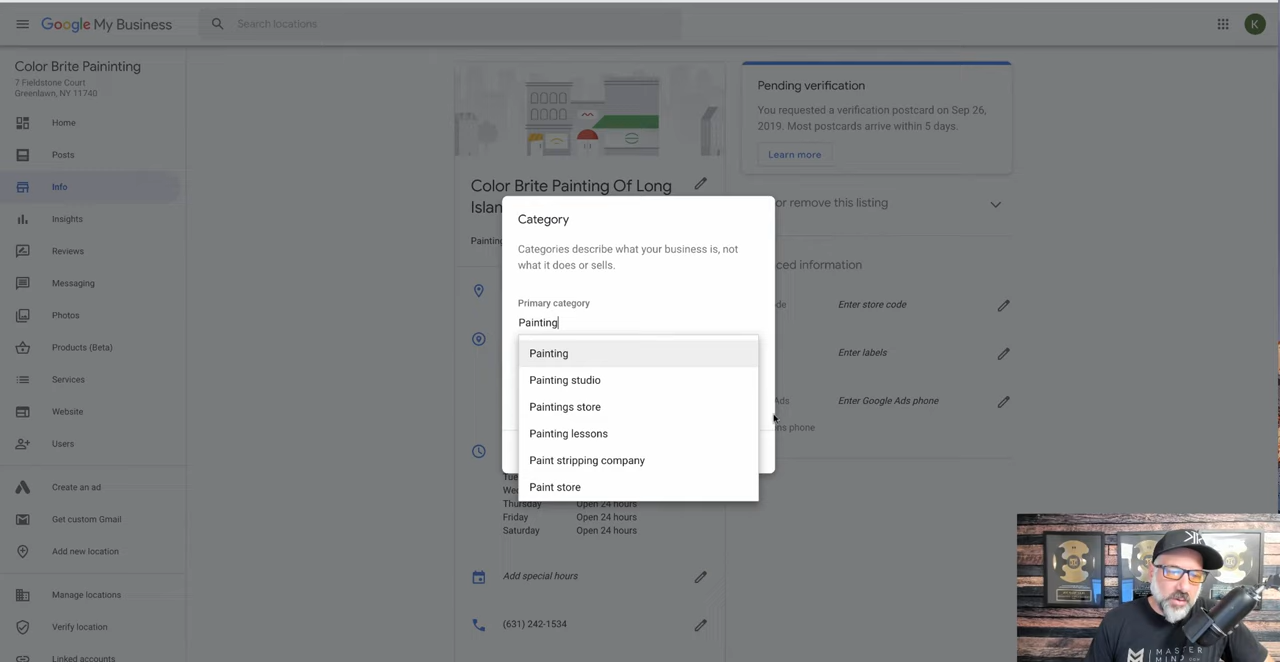 Google My Business
Search locations
K
Color Brite Paininting
7 Fieldstone Court
Greenlawn, NY 11740
Home
Posts
Info
Insights
Reviews
Messaging
Photos
Products (Beta)
Services
Website
Users
Create an ad
Get custom Gmail
Add new location
Manage locations
Verify location
Linked accounts
Color Brite Painting Of Long
Islan
Painting
Category
Categories describe what your business is, not
what it does or sells.
Primary category
Painting
Painting
Painting studio
Paintings store
Painting lessons
Paint stripping company
Paint store
Thursday Open 24 hours
Friday Open 24 hours
Saturday Open 24 hours
Add special hours
(631) 242-1534
Pending verification
You requested a verification postcard on Sep 26,
2019. Most postcards arrive within 5 days.
Learn more
or remove this listing
ced information
Enter store code
Enter labels
Ads
Enter Google Ads phone
ns phone
MASTER
MIND